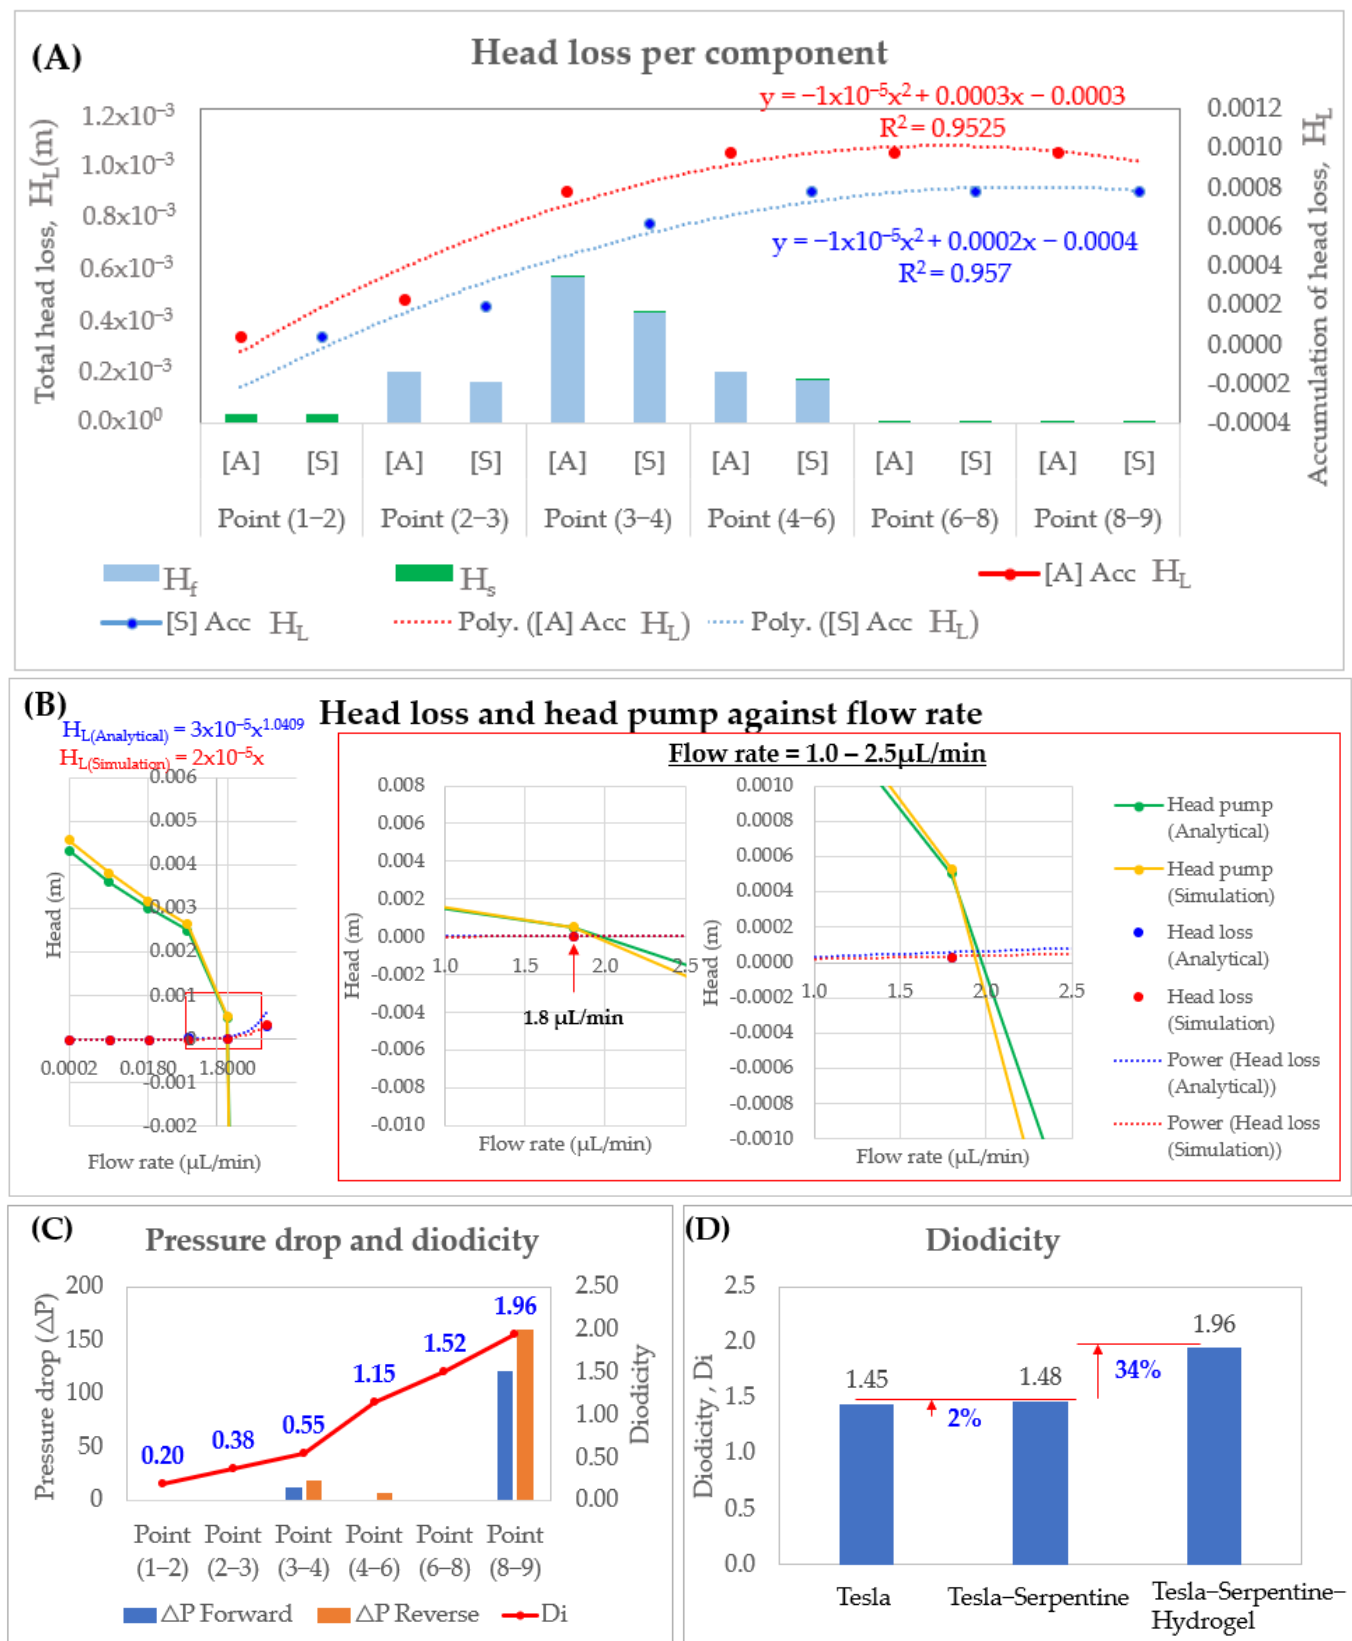 (A)
Head loss per component
y = −1x10⁻⁵x² + 0.0003x − 0.0003
R² = 0.9525
y = −1x10⁻⁵x² + 0.0002x − 0.0004
R² = 0.957
Total head loss, H_L(m)
1.2x10⁻³
1.0x10⁻³
0.8x10⁻³
0.6x10⁻³
0.4x10⁻³
0.2x10⁻³
0.0x10⁰
Accumulation of head loss, H_L
0.0012
0.0010
0.0008
0.0006
0.0004
0.0002
0.0000
-0.0002
-0.0004
[A] [S] [A] [S] [A] [S] [A] [S] [A] [S] [A] [S]
Point (1−2) Point (2−3) Point (3−4) Point (4−6) Point (6−8) Point (8−9)
H_f H_s [A] Acc H_L
[S] Acc H_L Poly. ([A] Acc H_L) Poly. ([S] Acc H_L)
(B)
Head loss and head pump against flow rate
H_L(Analytical) = 3x10⁻⁵x¹·⁰⁴⁰⁹
H_L(Simulation) = 2x10⁻⁵x
0.006
0.005
0.004
0.003
0.002
0.001
0
-0.001
-0.002
0.0002 0.0180 1.8000
Head (m)
Flow rate (µL/min)
Flow rate = 1.0 – 2.5µL/min
0.008
0.006
0.004
0.002
0.000
-0.002
-0.004
-0.006
-0.008
-0.010
1.0 1.5 2.0 2.5
1.8 µL/min
Head (m)
Flow rate (µL/min)
0.0010
0.0008
0.0006
0.0004
0.0002
0.0000
-0.0002
-0.0004
-0.0006
-0.0008
-0.0010
1.0 1.5 2.0 2.5
Head (m)
Flow rate (µL/min)
Head pump
(Analytical)
Head pump
(Simulation)
Head loss
(Analytical)
Head loss
(Simulation)
Power (Head loss
(Analytical))
Power (Head loss
(Simulation))
(C)
Pressure drop and diodicity
Pressure drop (ΔP)
200
150
100
50
0
Diodicity
2.50
2.00
1.50
1.00
0.50
0.00
0.20
0.38
0.55
1.15
1.52
1.96
Point Point Point Point Point Point
(1−2) (2−3) (3−4) (4−6) (6−8) (8−9)
ΔP Forward ΔP Reverse Di
(D)
Diodicity
Diodicity , Di
2.5
2.0
1.5
1.0
0.5
0.0
1.45
1.48
1.96
2%
34%
Tesla
Tesla−Serpentine
Tesla−Serpentine−
Hydrogel